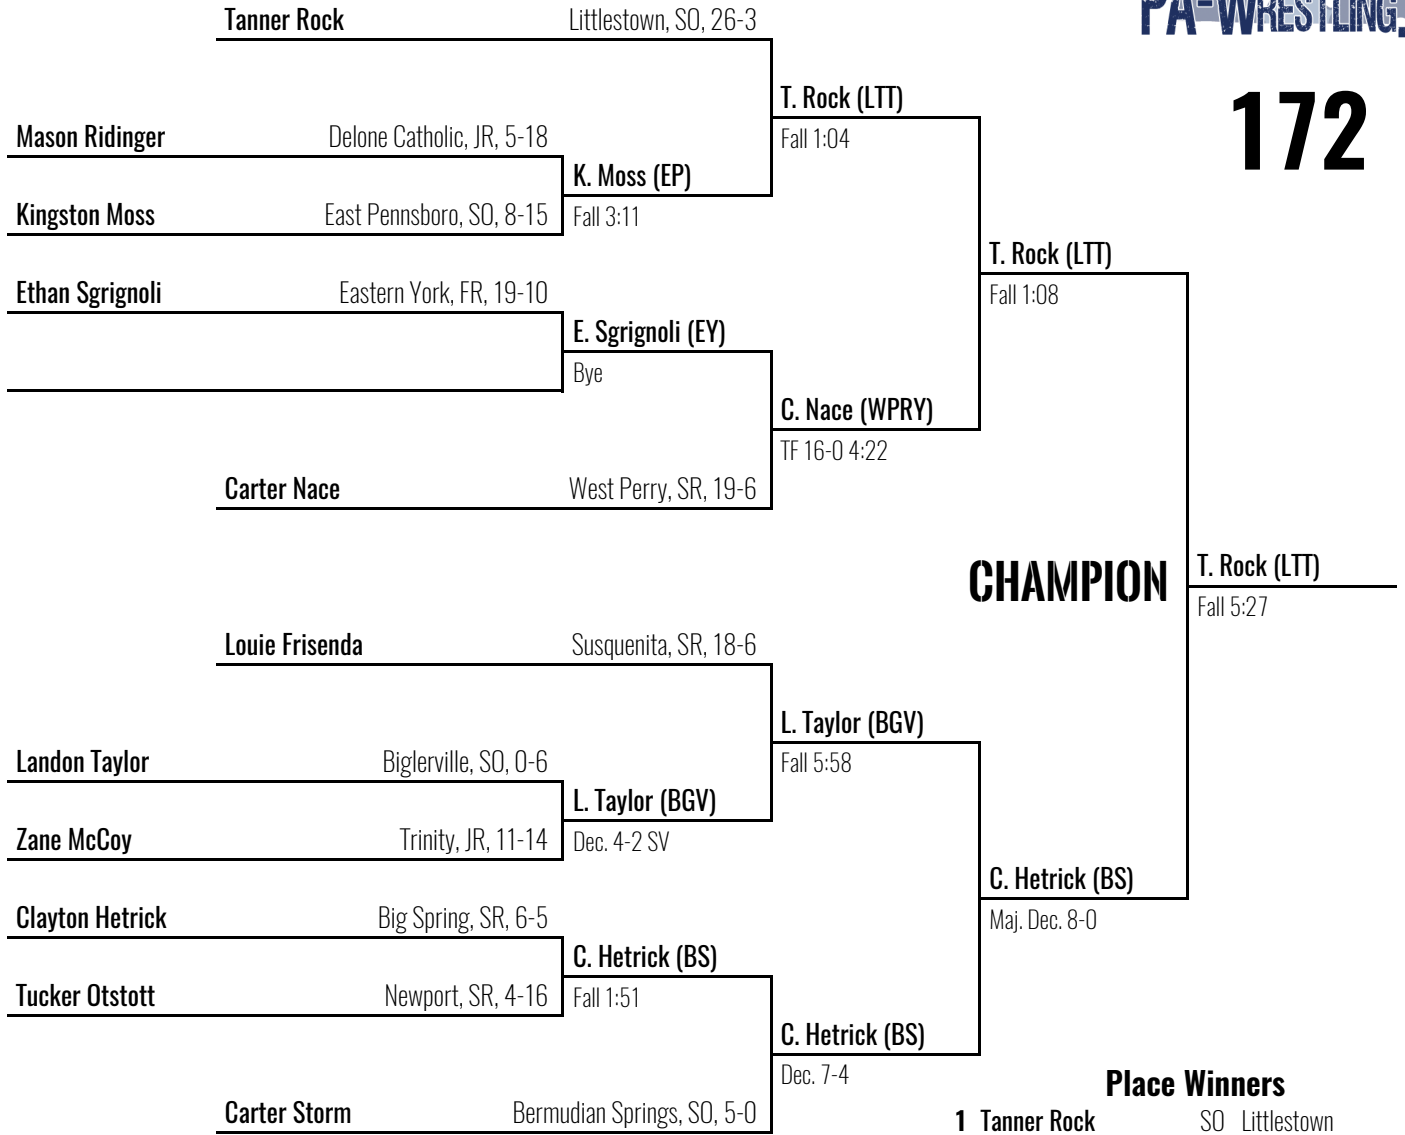 PA-WRESTLING.
172
Tanner Rock Littlestown, SO, 26-3
T. Rock (LTT)
Fall 1:04
Mason Ridinger Delone Catholic, JR, 5-18
K. Moss (EP)
Fall 3:11
Kingston Moss East Pennsboro, SO, 8-15
T. Rock (LTT)
Fall 1:08
Ethan Sgrignoli Eastern York, FR, 19-10
E. Sgrignoli (EY)
Bye
C. Nace (WPRY)
TF 16-0 4:22
Carter Nace West Perry, SR, 19-6
CHAMPION
T. Rock (LTT)
Fall 5:27
Louie Frisenda Susquenita, SR, 18-6
L. Taylor (BGV)
Fall 5:58
Landon Taylor Biglerville, SO, 0-6
L. Taylor (BGV)
Dec. 4-2 SV
Zane McCoy Trinity, JR, 11-14
C. Hetrick (BS)
Maj. Dec. 8-0
Clayton Hetrick Big Spring, SR, 6-5
C. Hetrick (BS)
Fall 1:51
Tucker Otstott Newport, SR, 4-16
C. Hetrick (BS)
Dec. 7-4
Carter Storm Bermudian Springs, SO, 5-0
Place Winners
1 Tanner Rock SO Littlestown